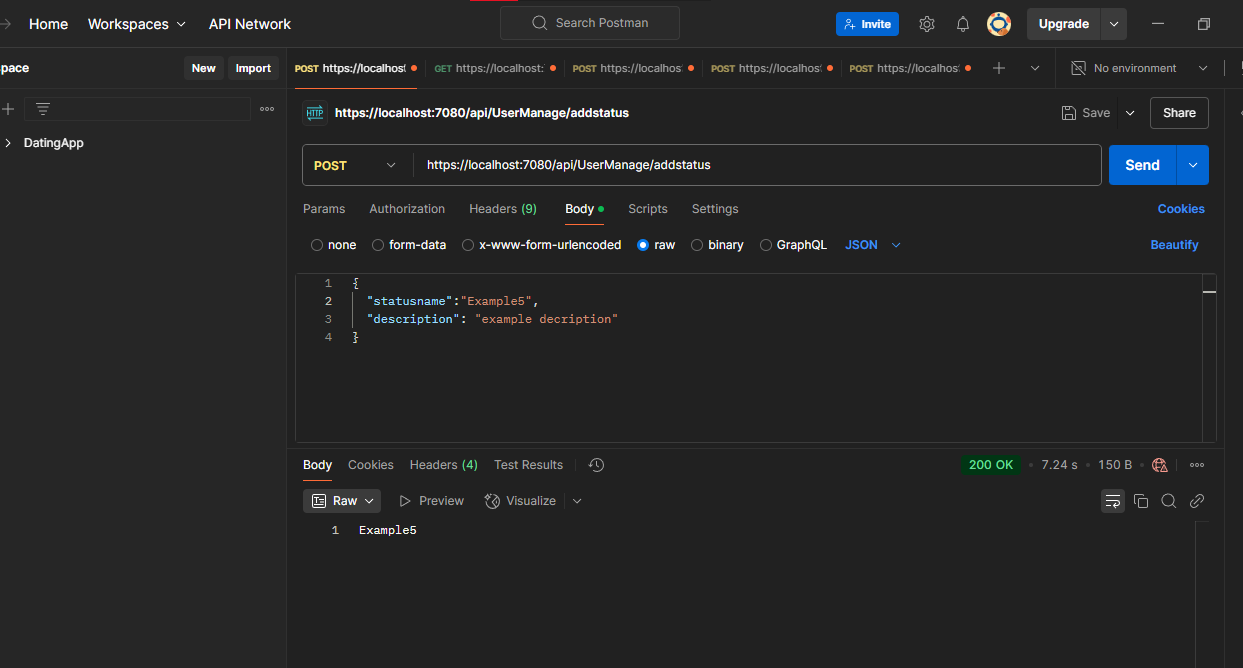 Home Workspaces API Network Search Postman Invite Upgrade
pace New Import POST https://localhost GET https://localhost: POST https://localhos POST https://localhos POST https://localhos No environment
HTTP https://localhost:7080/api/UserManage/addstatus Save Share
DatingApp
POST https://localhost:7080/api/UserManage/addstatus Send
Params Authorization Headers (9) Body Scripts Settings Cookies
none form-data x-www-form-urlencoded raw binary GraphQL JSON Beautify
1 {
2 "statusname":"Example5",
3 "description": "example decription"
4 }
Body Cookies Headers (4) Test Results 200 OK • 7.24 s • 150 B
Raw Preview Visualize
1 Example5